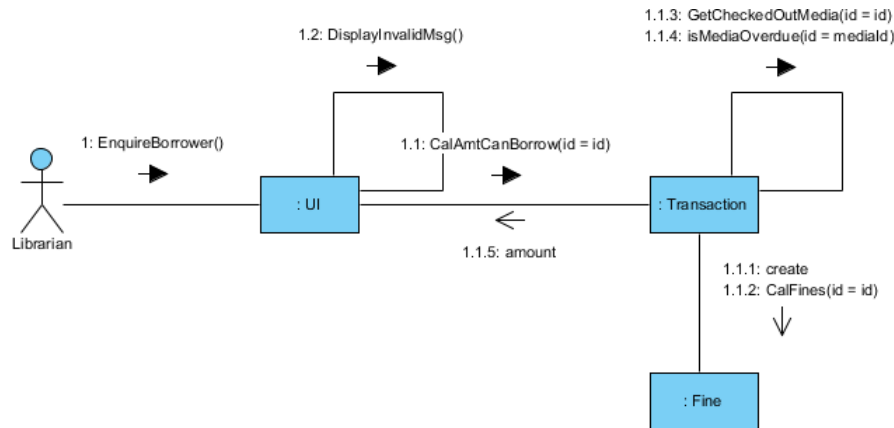 1.1.3: GetCheckedOutMedia(id = id)
1.1.4: isMediaOverdue(id = mediaId)
1.2: DisplayInvalidMsg()
1: EnquireBorrower()
1.1: CalAmtCanBorrow(id = id)
: UI
: Transaction
Librarian
1.1.5: amount
1.1.1: create
1.1.2: CalFines(id = id)
: Fine